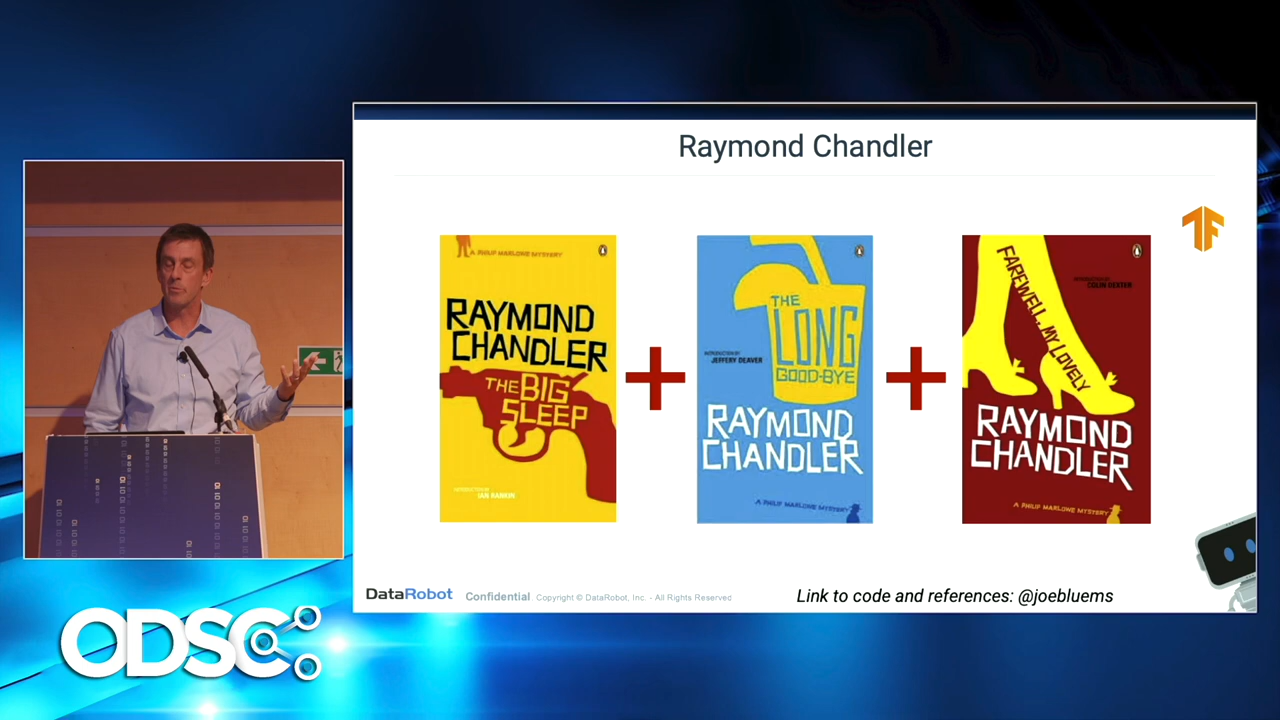 Raymond Chandler
A PHILIP MARLOWE MYSTERY
RAYMOND
CHANDLER
THE BIG
SLEEP
INTRODUCTION BY
IAN RANKIN
THE
LONG
GOOD-BYE
INTRODUCTION BY
JEFFERY DEAVER
RAYMOND
CHANDLER
A PHILIP MARLOWE MYSTERY
FAREWELL, MY LOVELY
INTRODUCTION BY
COLIN DEXTER
RAYMOND
CHANDLER
A PHILIP MARLOWE MYSTERY
DataRobot
Confidential
Copyright © DataRobot, Inc. - All Rights Reserved
Link to code and references: @joebluems
ODSC